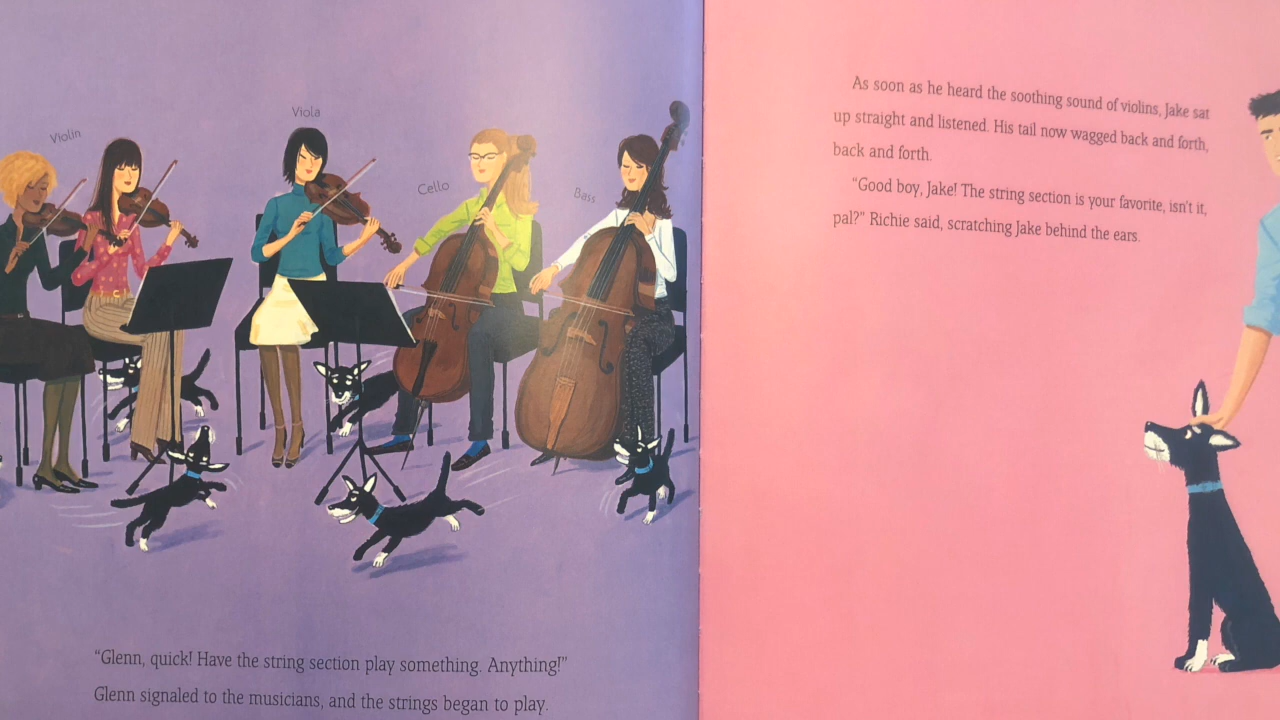 Violin
Viola
Cello
Bass
“Glenn, quick! Have the string section play something. Anything!”
Glenn signaled to the musicians, and the strings began to play.
As soon as he heard the soothing sound of violins, Jake sat
up straight and listened. His tail now wagged back and forth,
back and forth.
“Good boy, Jake! The string section is your favorite, isn’t it,
pal?” Richie said, scratching Jake behind the ears.